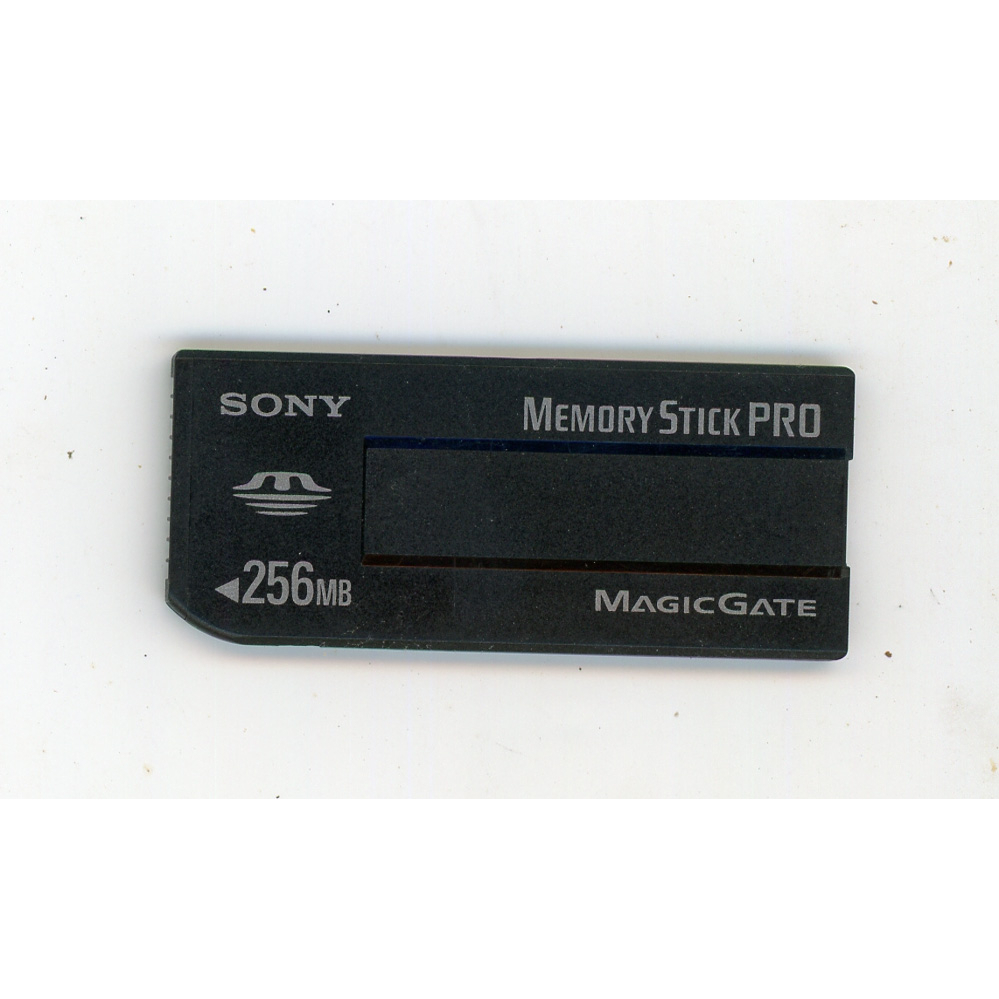 SONY
MEMORY STICK PRO
256MB
MAGICGATE